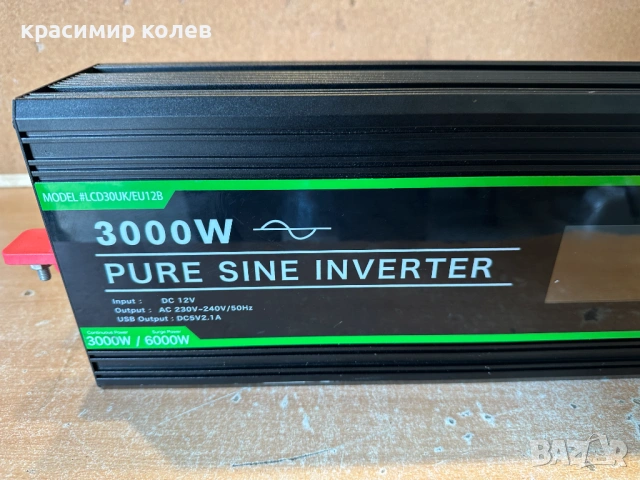 красимир колев
MODEL #LCD30UK/EU12B
3000W
PURE SINE INVERTER
Input : DC 12V
Output : AC 230V~240V/50Hz
USB Output : DC5V2.1A
Continuous Power Surge Power
3000W / 6000W
BAZAR